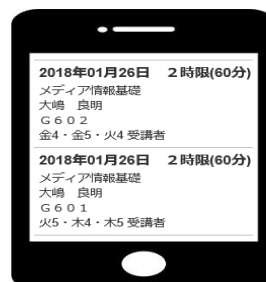 2018年01月26日　２時限(60分)
メディア情報基礎
大嶋　良明
Ｇ６０２
金4・金5・火4 受講者
2018年01月26日　２時限(60分)
メディア情報基礎
大嶋　良明
Ｇ６０１
火5・木4・木5 受講者